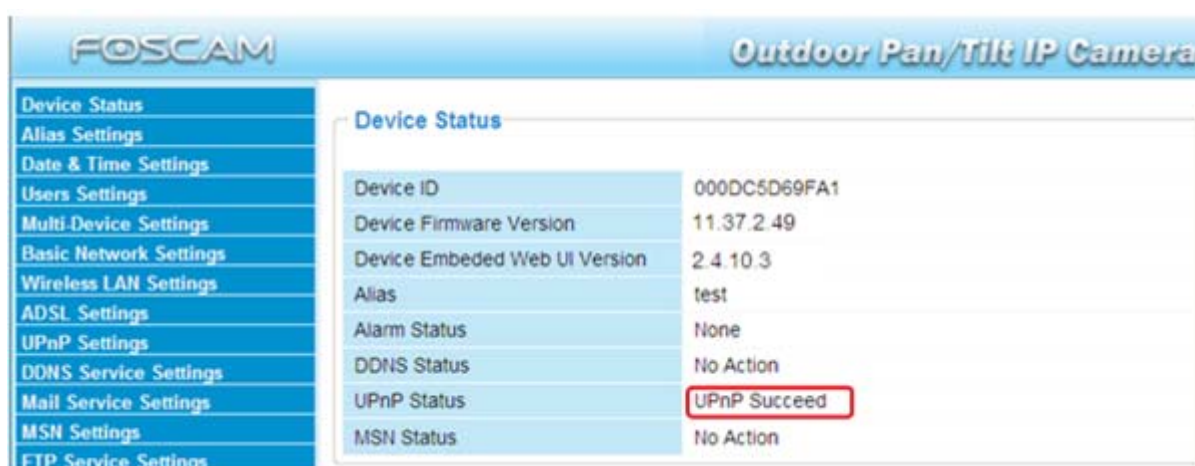 FOSCAM
Outdoor Pan/Tilt IP Camera
Device Status
Alias Settings
Date & Time Settings
Users Settings
Multi-Device Settings
Basic Network Settings
Wireless LAN Settings
ADSL Settings
UPnP Settings
DDNS Service Settings
Mail Service Settings
MSN Settings
FTP Service Settings
Device Status
Device ID 000DC5D69FA1
Device Firmware Version 11.37.2.49
Device Embeded Web UI Version 2.4.10.3
Alias test
Alarm Status None
DDNS Status No Action
UPnP Status UPnP Succeed
MSN Status No Action